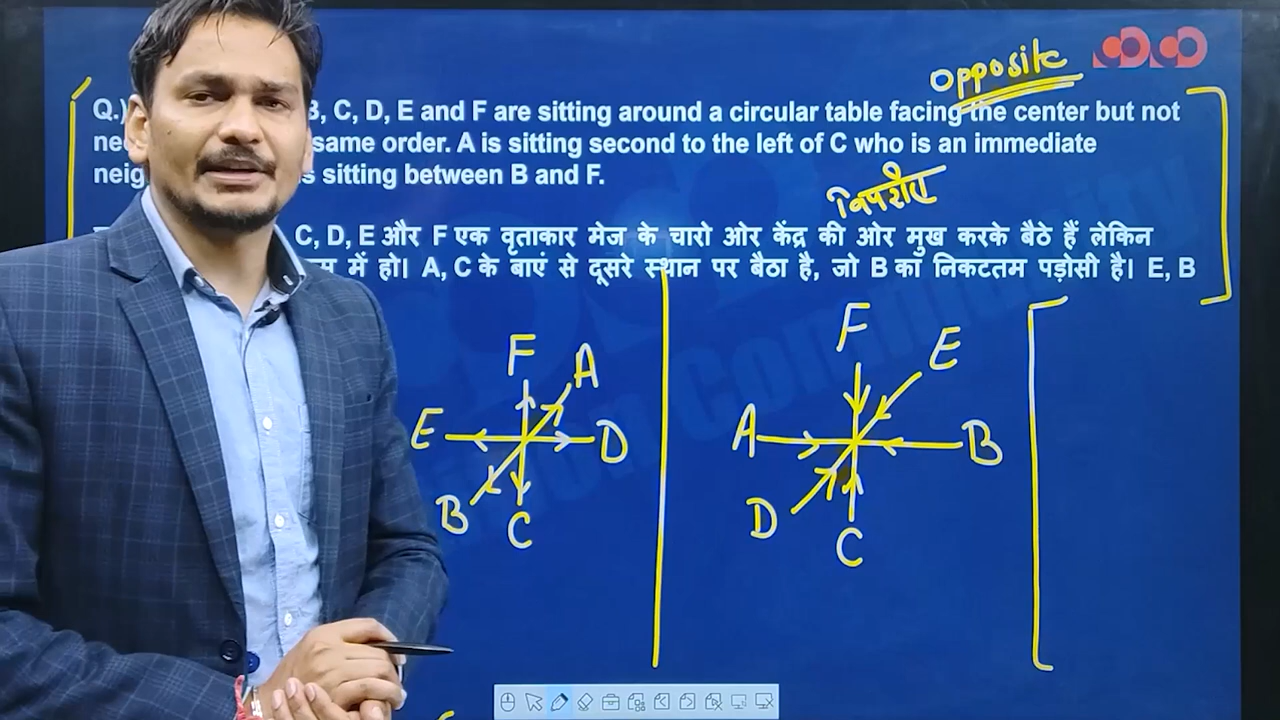 opposite
Q.) B, C, D, E and F are sitting around a circular table facing the center but not
same order. A is sitting second to the left of C who is an immediate
sitting between B and F.
विपरीत
C, D, E और F एक वृताकार मेज के चारो ओर केंद्र की ओर मुख करके बैठे हैं लेकिन
में हो। A, C के बाएं से दूसरे स्थान पर बैठा है, जो B का निकटतम पड़ोसी है। E, B
F A
E D
B C
F E
A B
D C